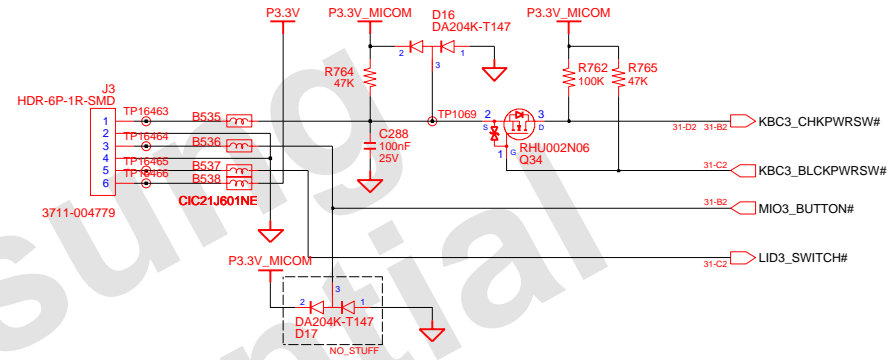 P3.3V
P3.3V_MICOM
D16
DA204K-T147
P3.3V_MICOM
2
1
3
R764
47K
R762
100K
R765
47K
J3
HDR-6P-1R-SMD
1
2
3
4
5
6
3711-004779
TP16463
TP16464
TP16465
TP16466
B535
B536
B537
B538
CIC21J601NE
C288
100nF
25V
TP1069
2
S
3
D
1
G
RHU002N06
Q34
31-D2
31-B2
KBC3_CHKPWRSW#
31-C2
KBC3_BLCKPWRSW#
31-B2
MIO3_BUTTON#
31-C2
LID3_SWITCH#
P3.3V_MICOM
3
2
1
DA204K-T147
D17
NO_STUFF
sung
ential